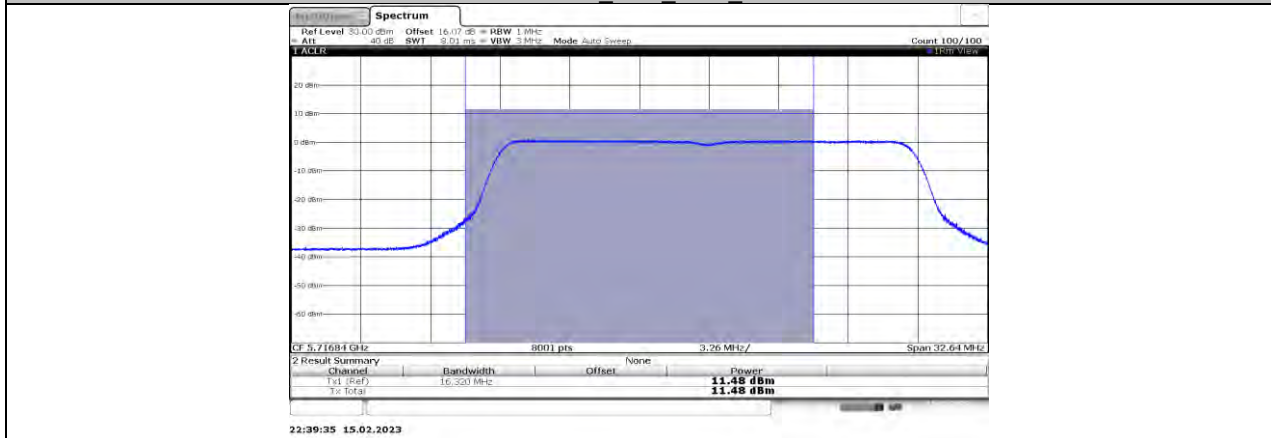 Spectrum
Ref Level 30.00 dBm Offset 16.07 dB RBW 1 MHz
Att 40 dB SWT 8.01 ms VBW 3 MHz Mode Auto Sweep Count 100/100
1 ACLR 1Rm View
20 dBm
10 dBm
0 dBm
-10 dBm
-20 dBm
-30 dBm
-40 dBm
-50 dBm
-60 dBm
CF 5.71684 GHz 8001 pts 3.26 MHz/ Span 32.64 MHz
2 Result Summary None
Channel Bandwidth Offset Power
Tx1 (Ref) 16.320 MHz 11.48 dBm
Tx Total 11.48 dBm
22:39:35 15.02.2023